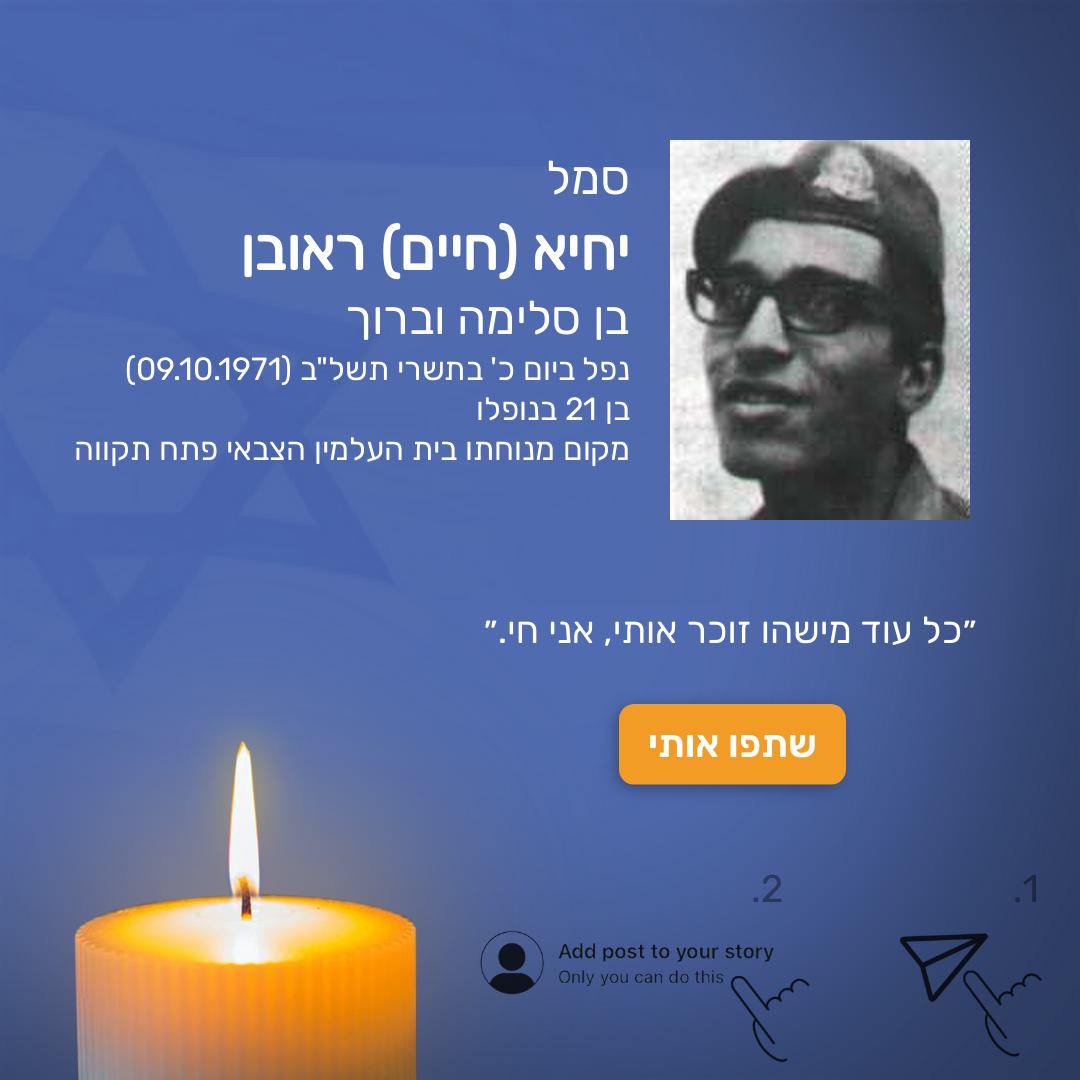 סמל
יחיא (חיים) ראובן
בן סלימה וברוך
נפל ביום כ' בתשרי תשל"ב (09.10.1971)
בן 21 בנופלו
מקום מנוחתו בית העלמין הצבאי פתח תקווה
״כל עוד מישהו זוכר אותי, אני חי.״
שתפו אותי
1.
2.
Add post to your story
Only you can do this